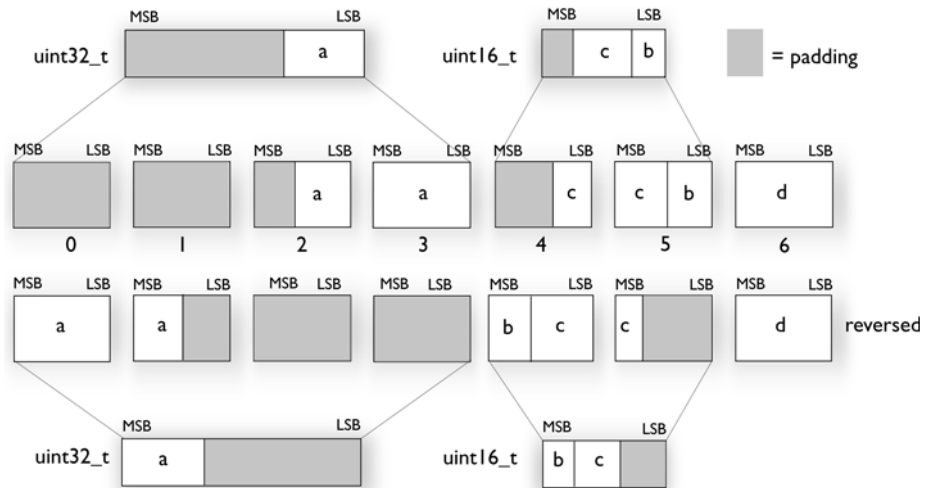 MSB LSB MSB LSB
uint32_t a uint16_t c b = padding
MSB LSB MSB LSB MSB LSB MSB LSB MSB LSB MSB LSB MSB LSB
a a c c b d
0 1 2 3 4 5 6
MSB LSB MSB LSB MSB LSB MSB LSB MSB LSB MSB LSB MSB LSB
a a b c c d reversed
MSB LSB MSB LSB
uint32_t a uint16_t b c